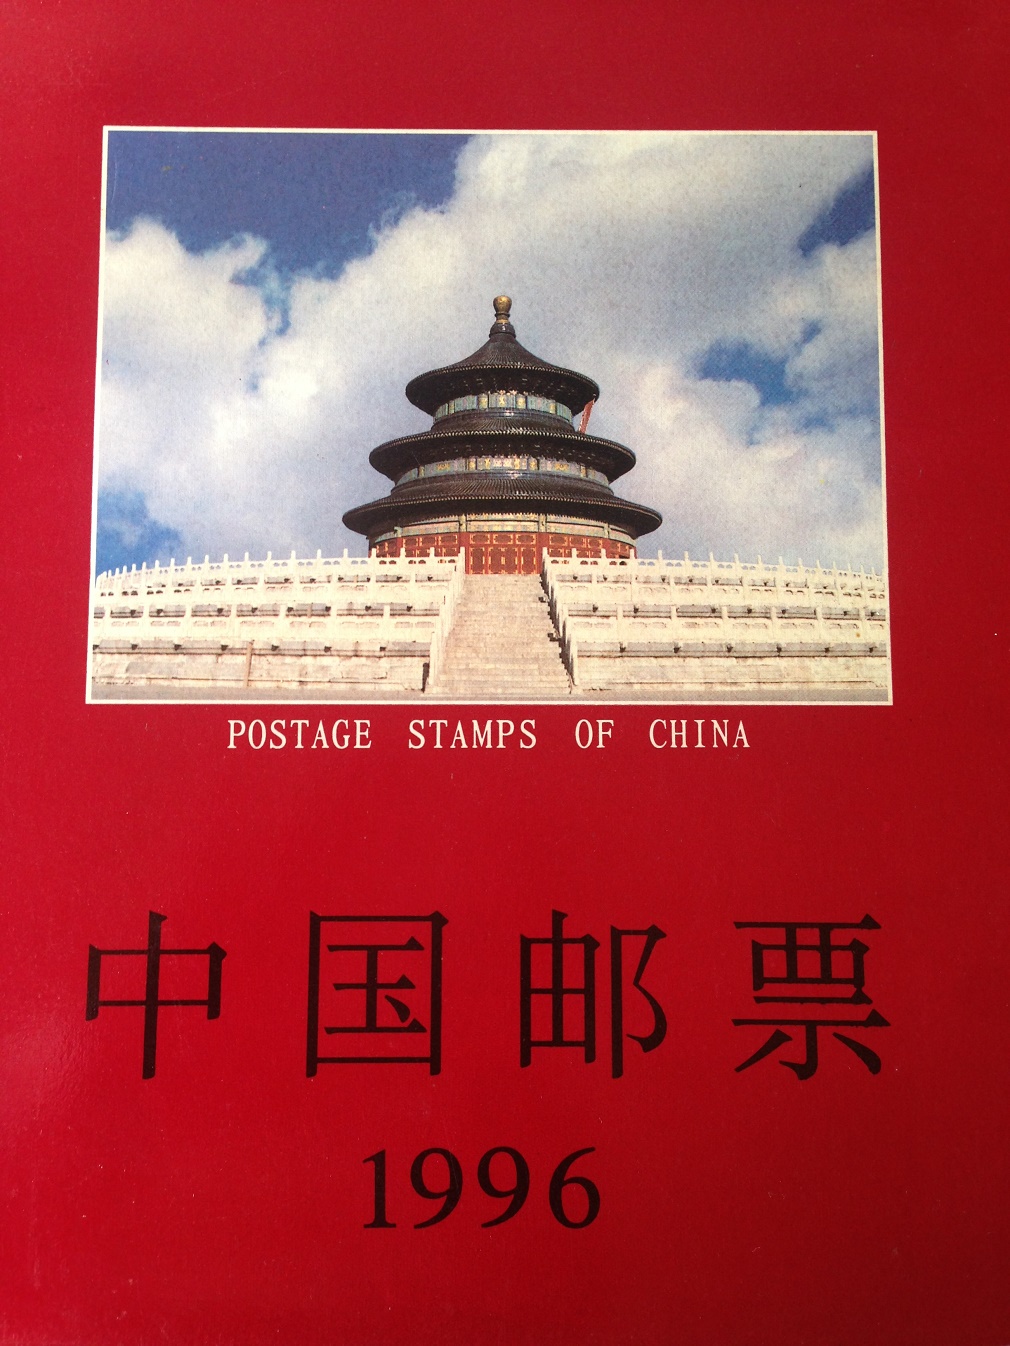 POSTAGE STAMPS OF CHINA
中国邮票
1996